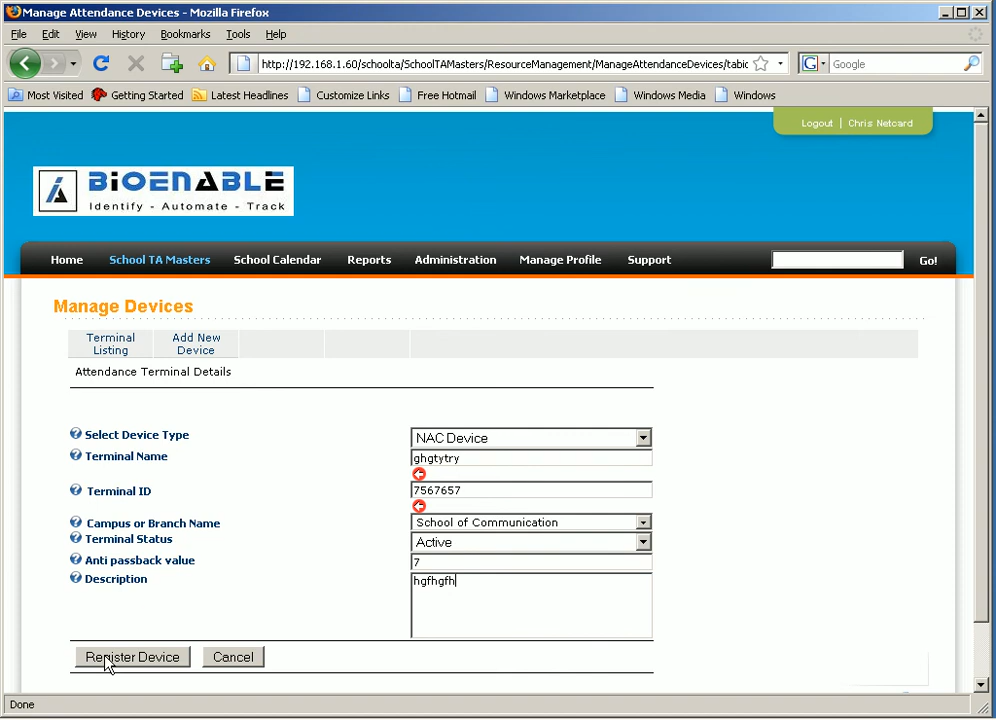 Manage Attendance Devices - Mozilla Firefox
File Edit View History Bookmarks Tools Help
http://192.168.1.60/schoolta/SchoolTAMasters/ResourceManagement/ManageAttendanceDevices/tabid
G Google
Most Visited Getting Started Latest Headlines Customize Links Free Hotmail Windows Marketplace Windows Media Windows
Logout | Chris Netcard
BIOENABLE
Identify - Automate - Track
Home School TA Masters School Calendar Reports Administration Manage Profile Support Go!
Manage Devices
Terminal Listing
Add New Device
Attendance Terminal Details
Select Device Type NAC Device
Terminal Name ghgtytry
Terminal ID 7567657
Campus or Branch Name School of Communication
Terminal Status Active
Anti passback value 7
Description hgfhgfh
Register Device Cancel
Done